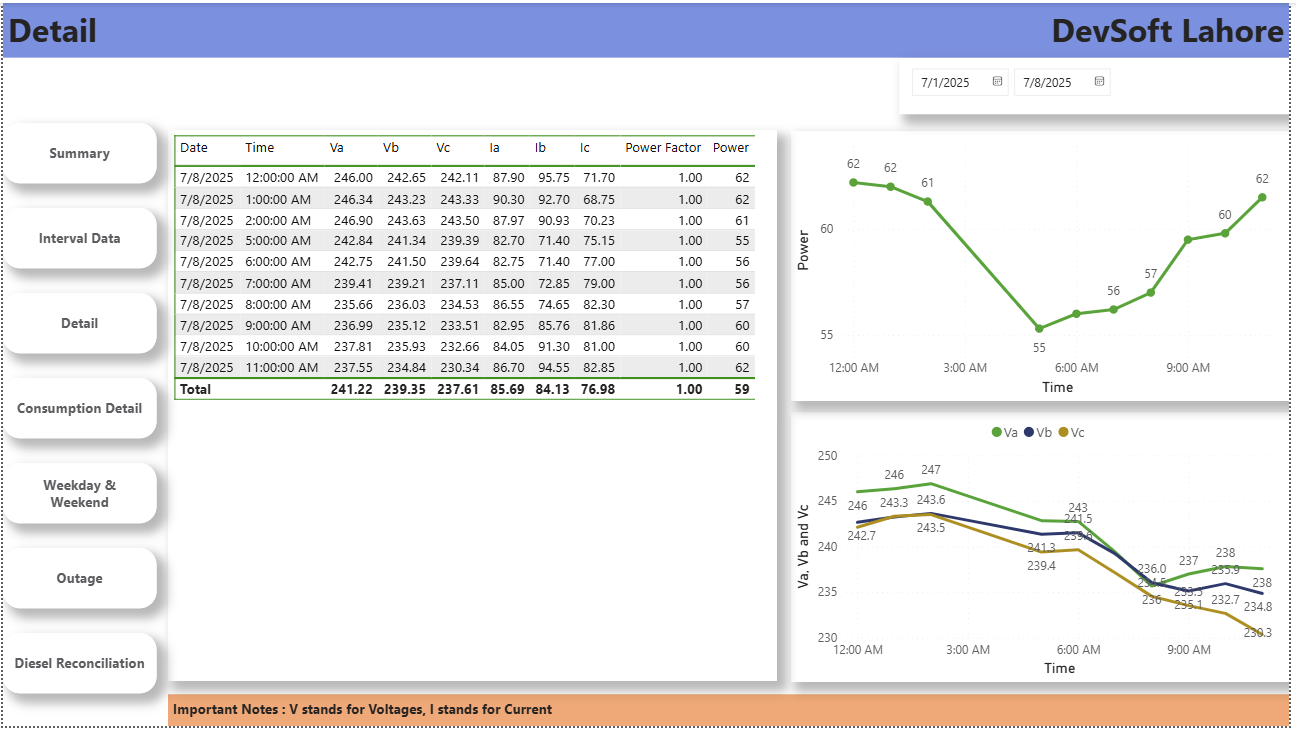 Detail
DevSoft Lahore
7/1/2025 7/8/2025
Summary
Interval Data
Detail
Consumption Detail
Weekday &
Weekend
Outage
Diesel Reconciliation
Date Time Va Vb Vc Ia Ib Ic Power Factor Power
7/8/2025 12:00:00 AM 246.00 242.65 242.11 87.90 95.75 71.70 1.00 62
7/8/2025 1:00:00 AM 246.34 243.23 243.33 90.30 92.70 68.75 1.00 62
7/8/2025 2:00:00 AM 246.90 243.63 243.50 87.97 90.93 70.23 1.00 61
7/8/2025 5:00:00 AM 242.84 241.34 239.39 82.70 71.40 75.15 1.00 55
7/8/2025 6:00:00 AM 242.75 241.50 239.64 82.75 71.40 77.00 1.00 56
7/8/2025 7:00:00 AM 239.41 239.21 237.11 85.00 72.85 79.00 1.00 56
7/8/2025 8:00:00 AM 235.66 236.03 234.53 86.55 74.65 82.30 1.00 57
7/8/2025 9:00:00 AM 236.99 235.12 233.51 82.95 85.76 81.86 1.00 60
7/8/2025 10:00:00 AM 237.81 235.93 232.66 84.05 91.30 81.00 1.00 60
7/8/2025 11:00:00 AM 237.55 234.84 230.34 86.70 94.55 82.85 1.00 62
Total 241.22 239.35 237.61 85.69 84.13 76.98 1.00 59
62 62 61 55 56 57 60 62
Power
60
55
12:00 AM 3:00 AM 6:00 AM 9:00 AM
Time
Va Vb Vc
Va, Vb and Vc
250
245
240
235
230
246 246 247 243 237 238 238
242.7 243.3 243.6 241.3 241.5 236.0 235.1 235.9 234.8
243.5 239.4 239.6 234.5 233.5 232.7 230.3
236
12:00 AM 3:00 AM 6:00 AM 9:00 AM
Time
Important Notes : V stands for Voltages, I stands for Current